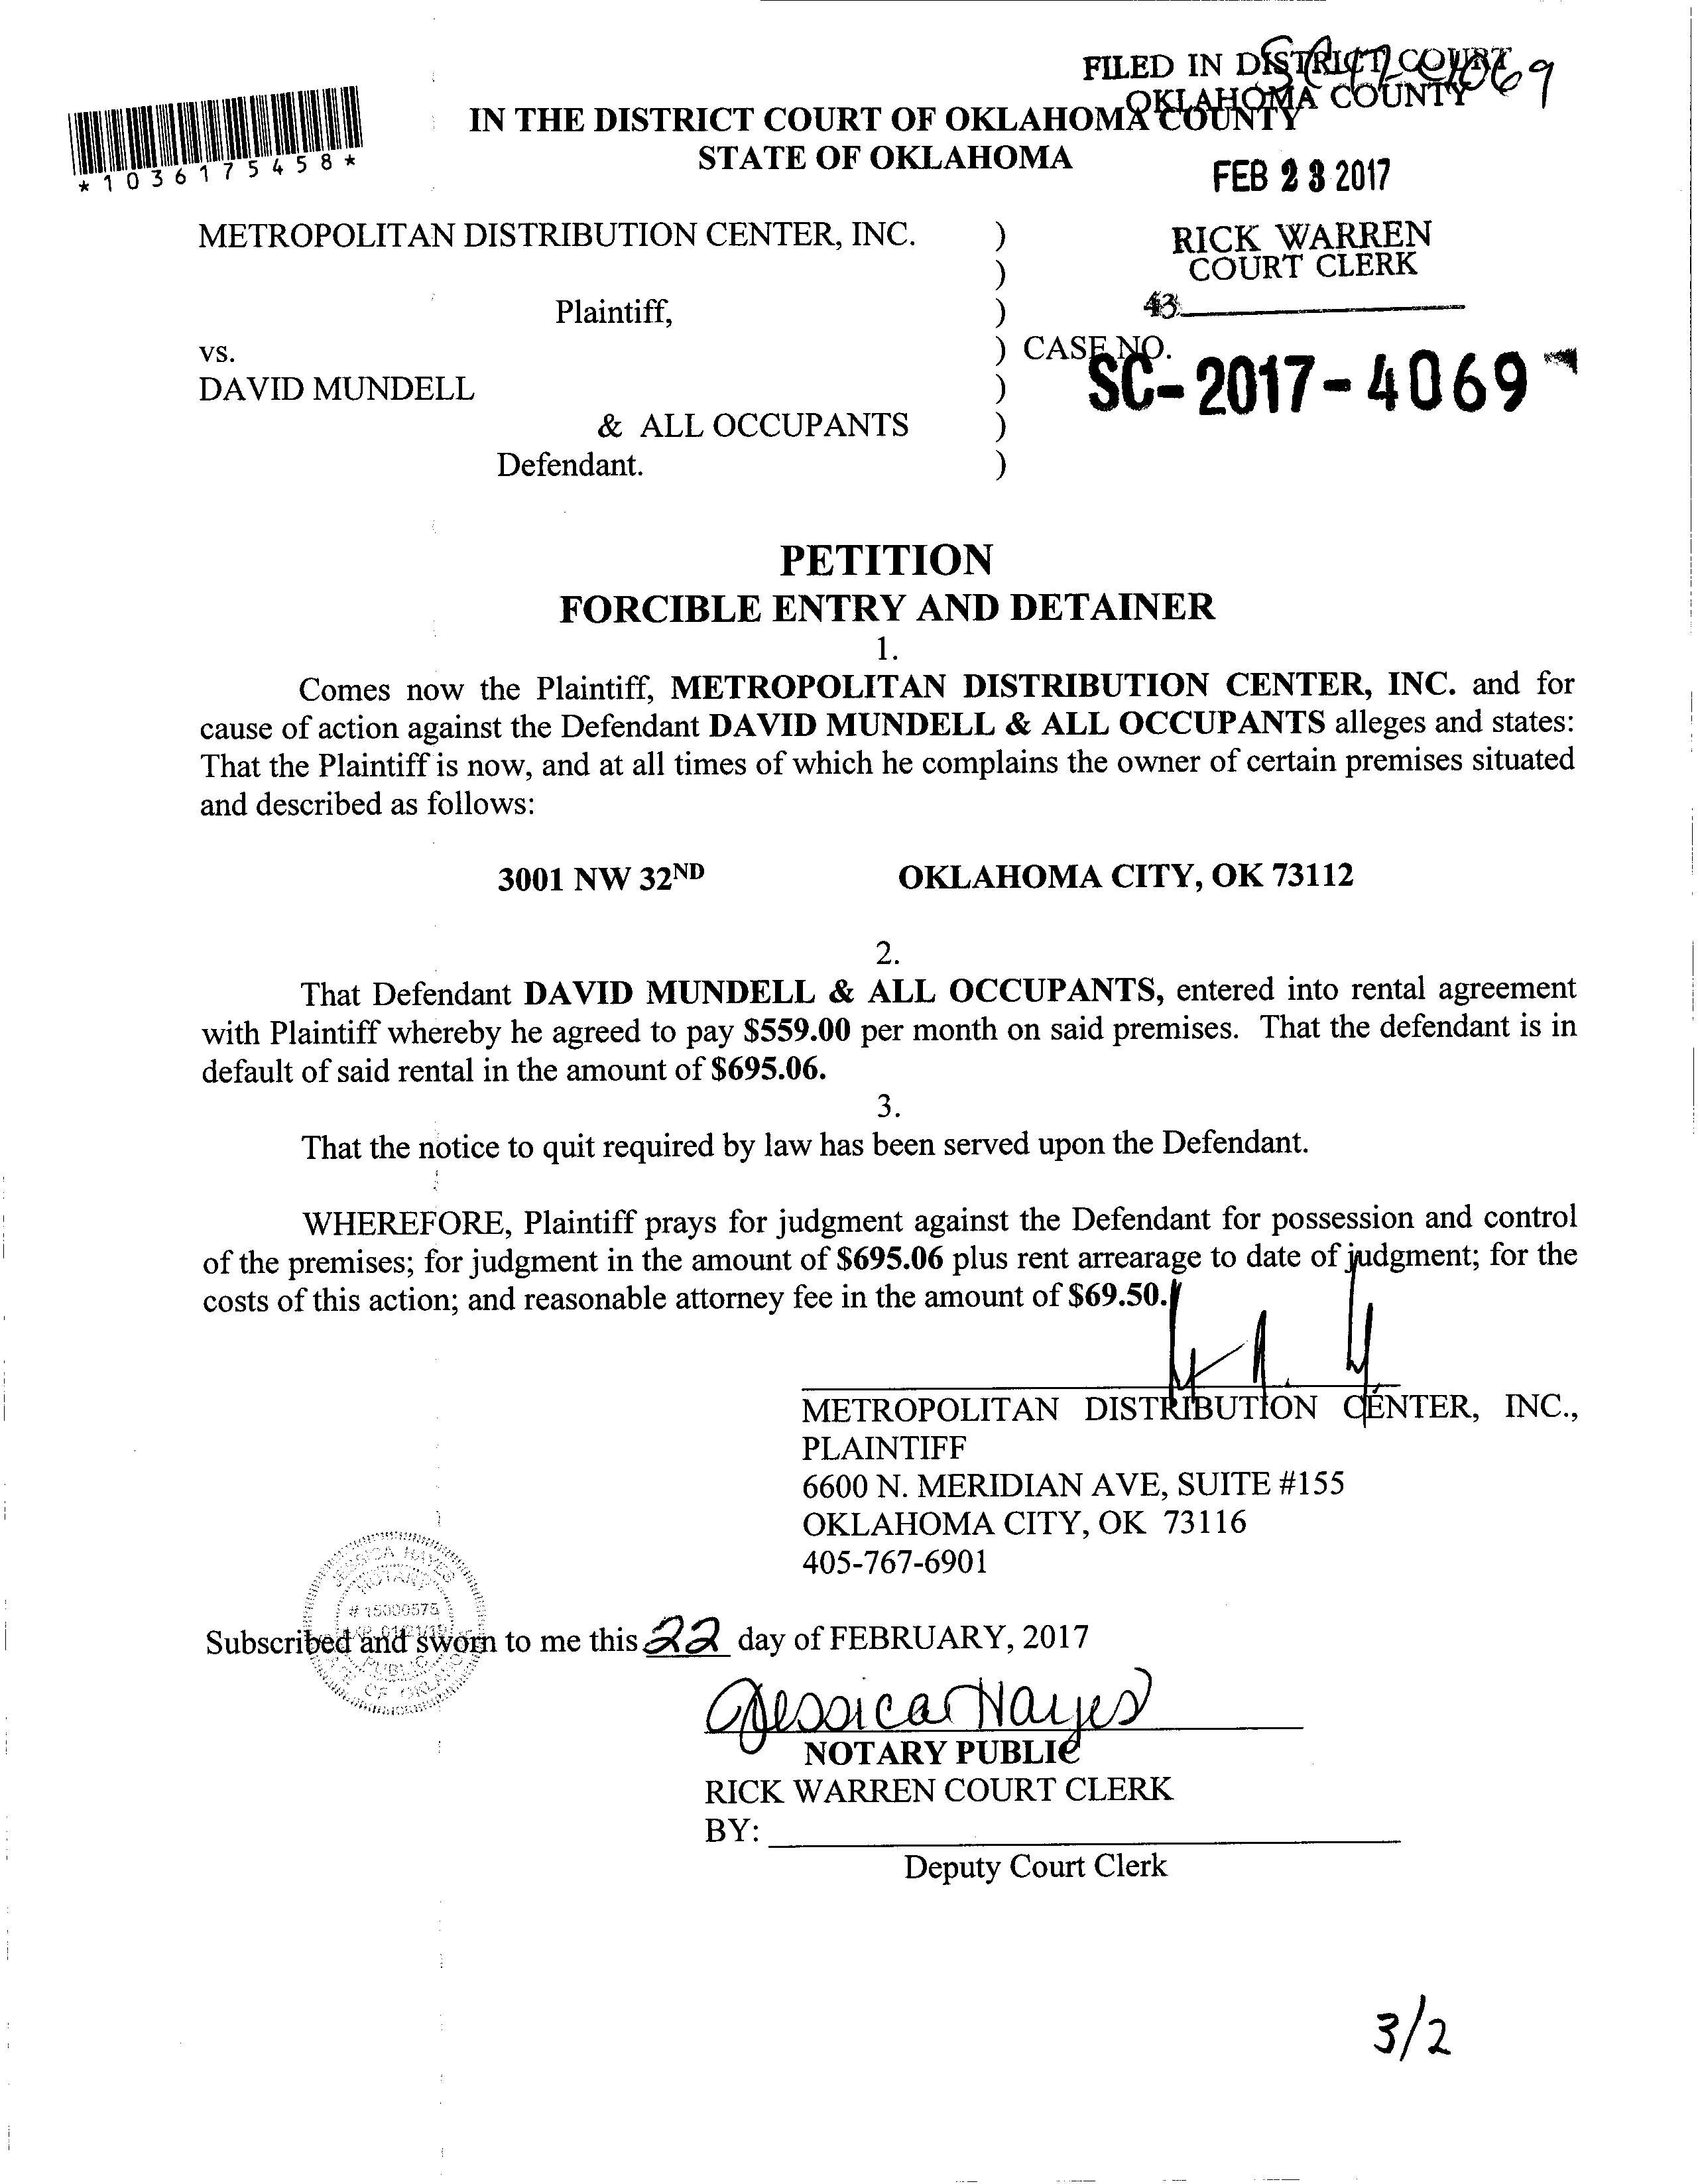 FILED IN DISTRICT COURT
OKLAHOMA COUNTY
IN THE DISTRICT COURT OF OKLAHOMA COUNTY
STATE OF OKLAHOMA
*1036175458*
FEB 23 2017
RICK WARREN
COURT CLERK
43
METROPOLITAN DISTRIBUTION CENTER, INC. )
)
Plaintiff, )
vs. ) CASE NO.
SC-2017-4069
DAVID MUNDELL )
& ALL OCCUPANTS )
Defendant. )
PETITION
FORCIBLE ENTRY AND DETAINER
1.
Comes now the Plaintiff, METROPOLITAN DISTRIBUTION CENTER, INC. and for
cause of action against the Defendant DAVID MUNDELL & ALL OCCUPANTS alleges and states:
That the Plaintiff is now, and at all times of which he complains the owner of certain premises situated
and described as follows:
3001 NW 32ND OKLAHOMA CITY, OK 73112
2.
That Defendant DAVID MUNDELL & ALL OCCUPANTS, entered into rental agreement
with Plaintiff whereby he agreed to pay $559.00 per month on said premises. That the defendant is in
default of said rental in the amount of $695.06.
3.
That the notice to quit required by law has been served upon the Defendant.
WHEREFORE, Plaintiff prays for judgment against the Defendant for possession and control
of the premises; for judgment in the amount of $695.06 plus rent arrearage to date of judgment; for the
costs of this action; and reasonable attorney fee in the amount of $69.50.
METROPOLITAN DISTRIBUTION CENTER, INC.,
PLAINTIFF
6600 N. MERIDIAN AVE, SUITE #155
OKLAHOMA CITY, OK 73116
405-767-6901
JESSICA HAYES
NOTARY
# 15000575
PUBLIC
Subscribed and sworn to me this 22 day of FEBRUARY, 2017
Jessica Hayes
NOTARY PUBLIC
RICK WARREN COURT CLERK
BY:
Deputy Court Clerk
3/2